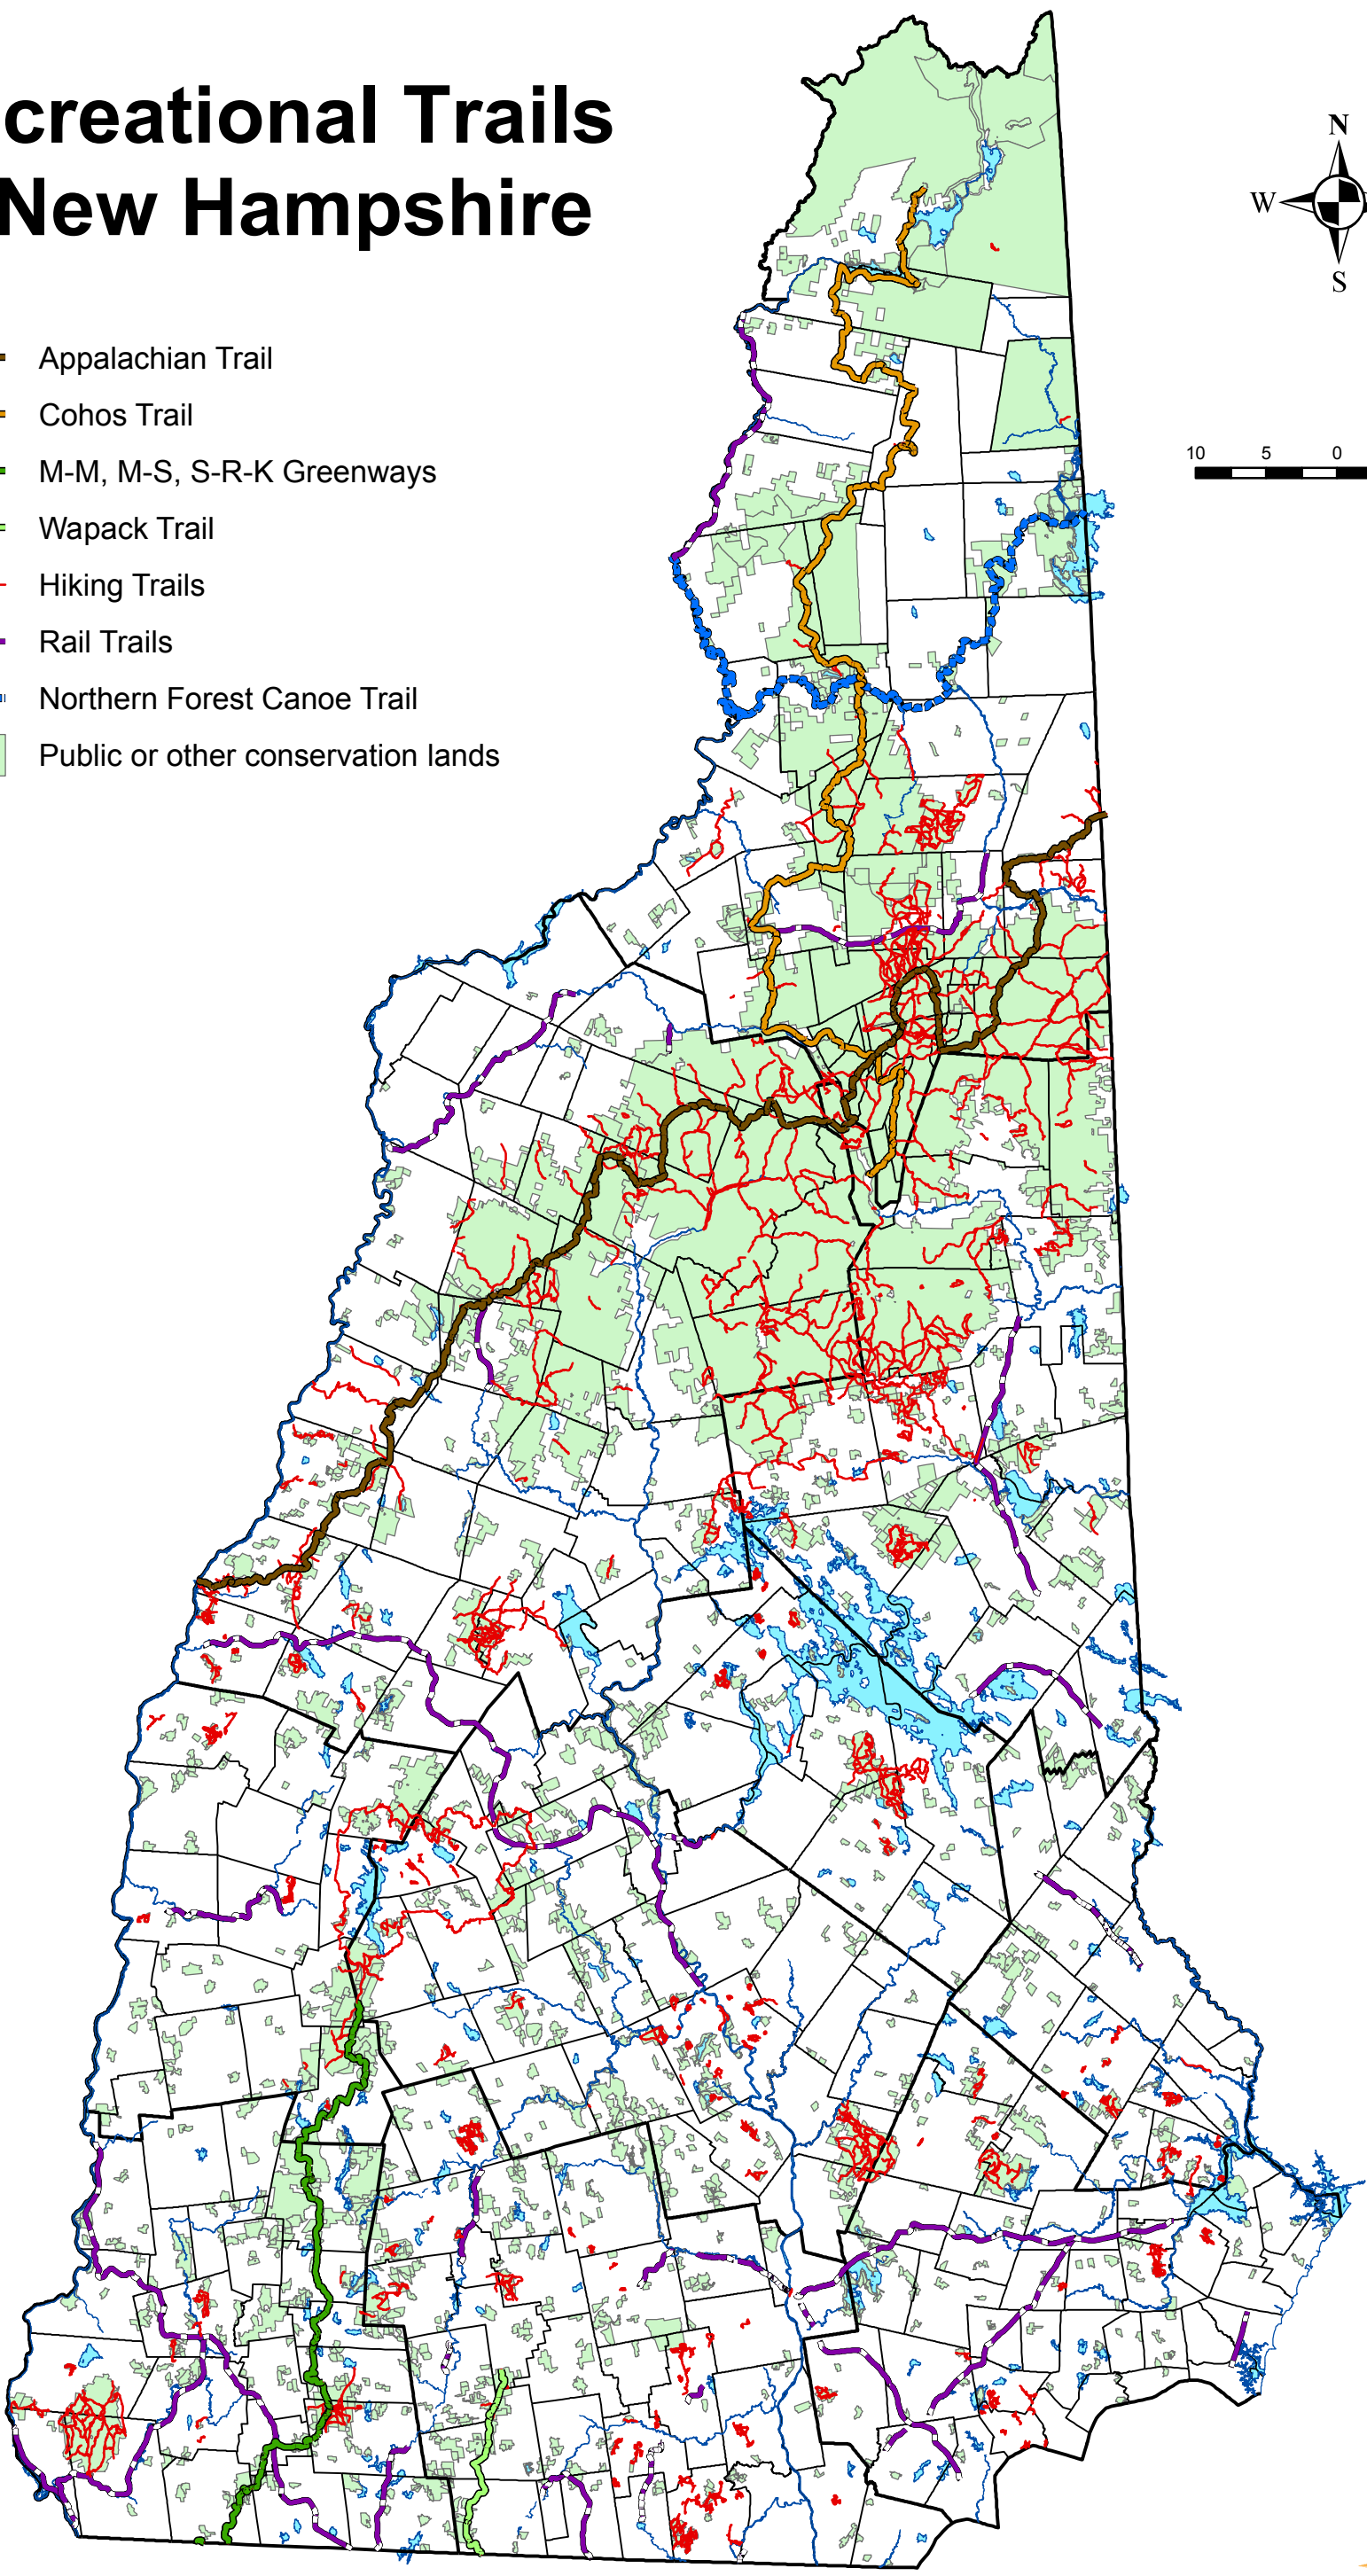 creational Trails
New Hampshire
N
W
S
Appalachian Trail
Cohos Trail
M-M, M-S, S-R-K Greenways
Wapack Trail
Hiking Trails
Rail Trails
Northern Forest Canoe Trail
Public or other conservation lands
10 5 0